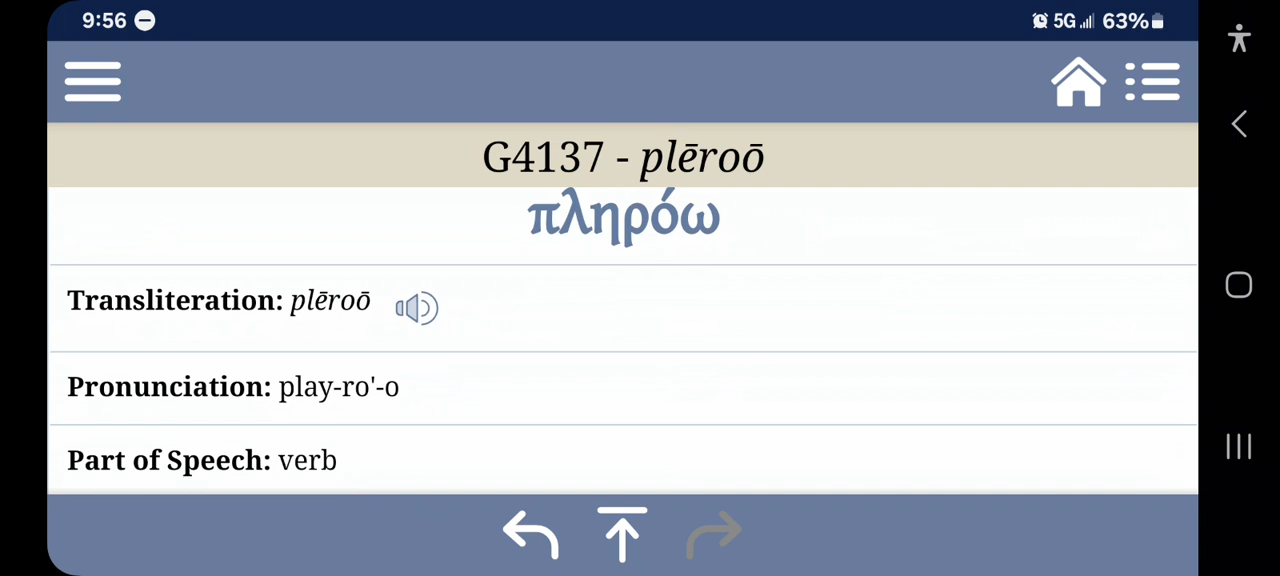 9:56
5G 63%
G4137 - plēroō
πληρόω
Transliteration: plēroō
Pronunciation: play-ro'-o
Part of Speech: verb